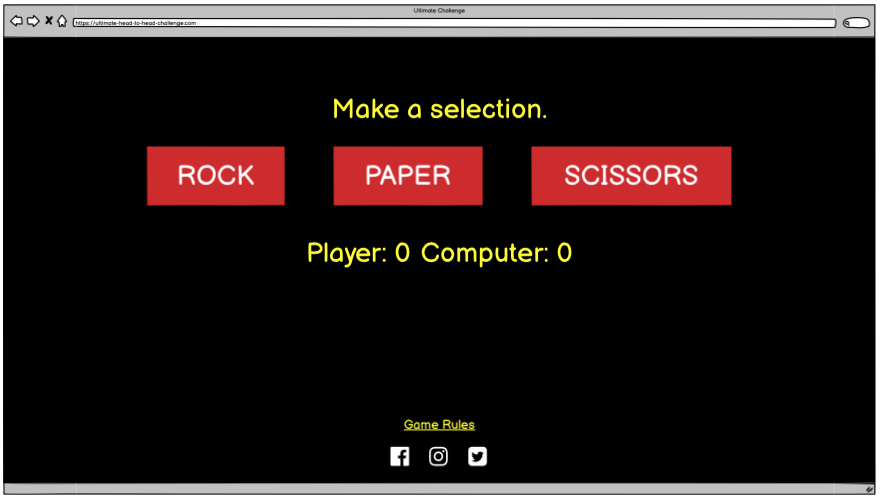 Ultimate Challenge
https://ultimate-head-to-head-challenge.com
Make a selection.
ROCK PAPER SCISSORS
Player: 0 Computer: 0
Game Rules